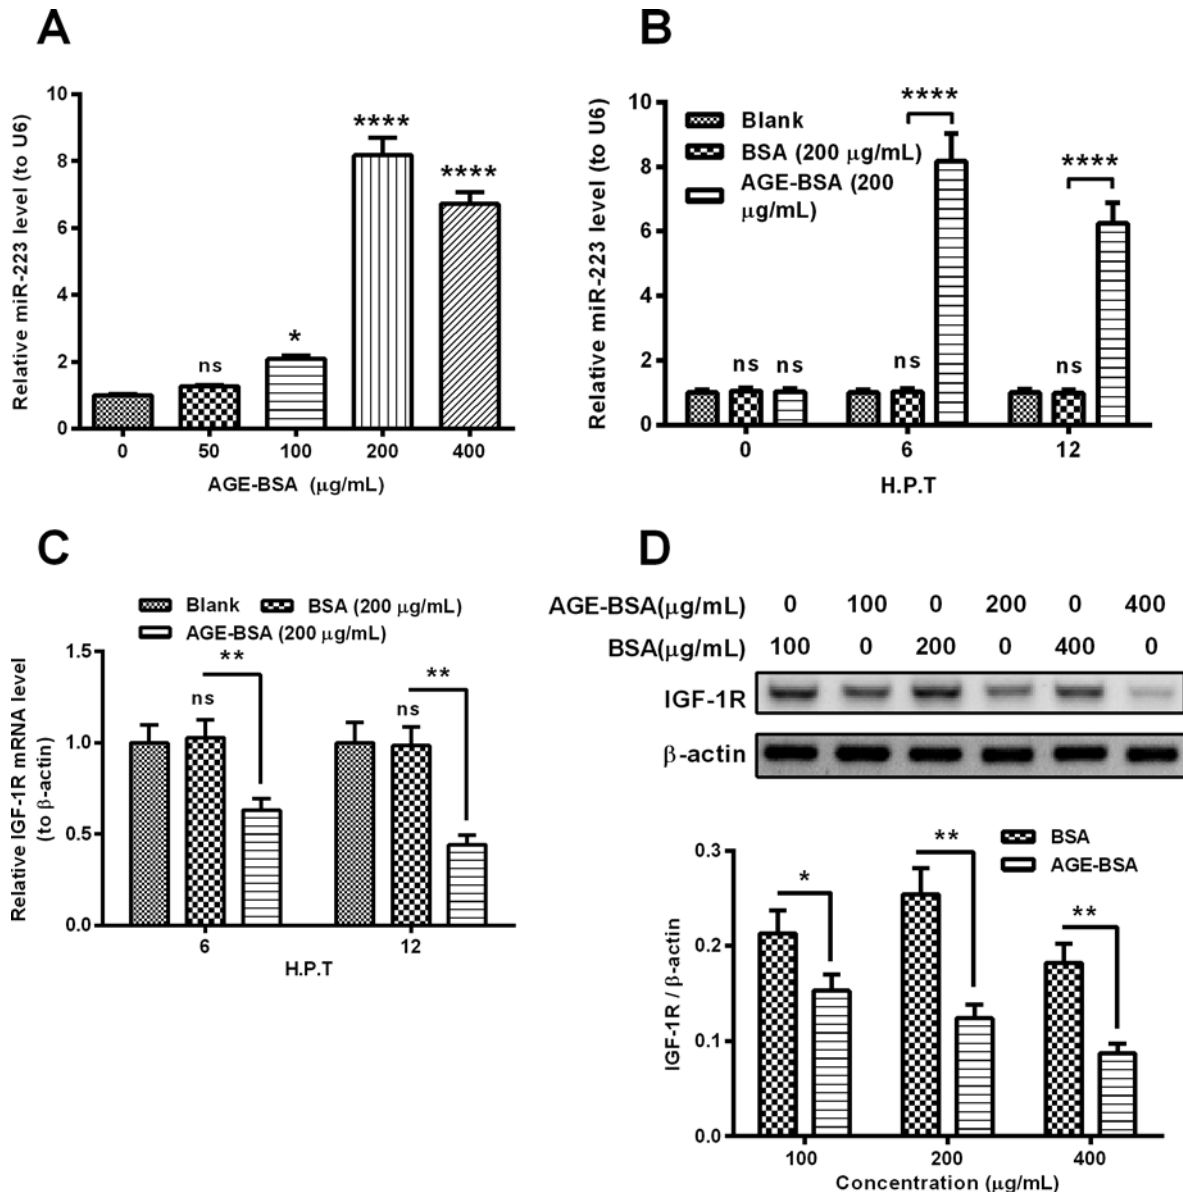 A
Relative miR-223 level (to U6)
10
8
6
4
2
0
ns
*
****
****
0 50 100 200 400
AGE-BSA (μg/mL)
B
Relative miR-223 level (to U6)
10
8
6
4
2
0
Blank
BSA (200 μg/mL)
AGE-BSA (200
μg/mL)
****
****
ns ns ns ns
0 6 12
H.P.T
C
Blank BSA (200 μg/mL)
AGE-BSA (200 μg/mL)
Relative IGF-1R mRNA level
(to β-actin)
1.5
1.0
0.5
0.0
**
**
ns ns
6 12
H.P.T
D
AGE-BSA(μg/mL) 0 100 0 200 0 400
BSA(μg/mL) 100 0 200 0 400 0
IGF-1R
β-actin
BSA
AGE-BSA
IGF-1R / β-actin
0.3
0.2
0.1
0.0
*
**
**
100 200 400
Concentration (μg/mL)